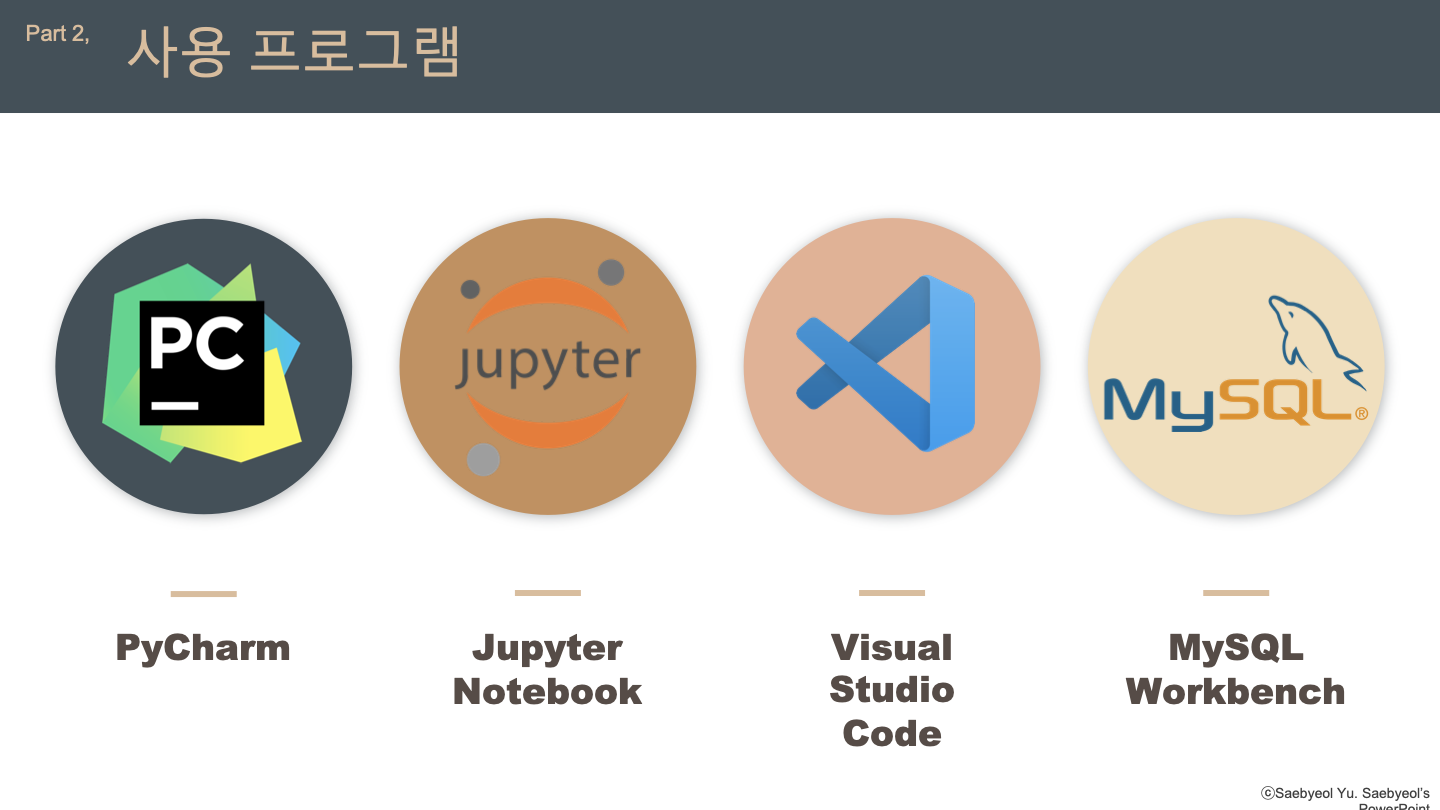 Part 2,
사용 프로그램
PC
jupyter
MySQL®
PyCharm
Jupyter
Notebook
Visual
Studio
Code
MySQL
Workbench
ⓒSaebyeol Yu. Saebyeol's
PowerPoint